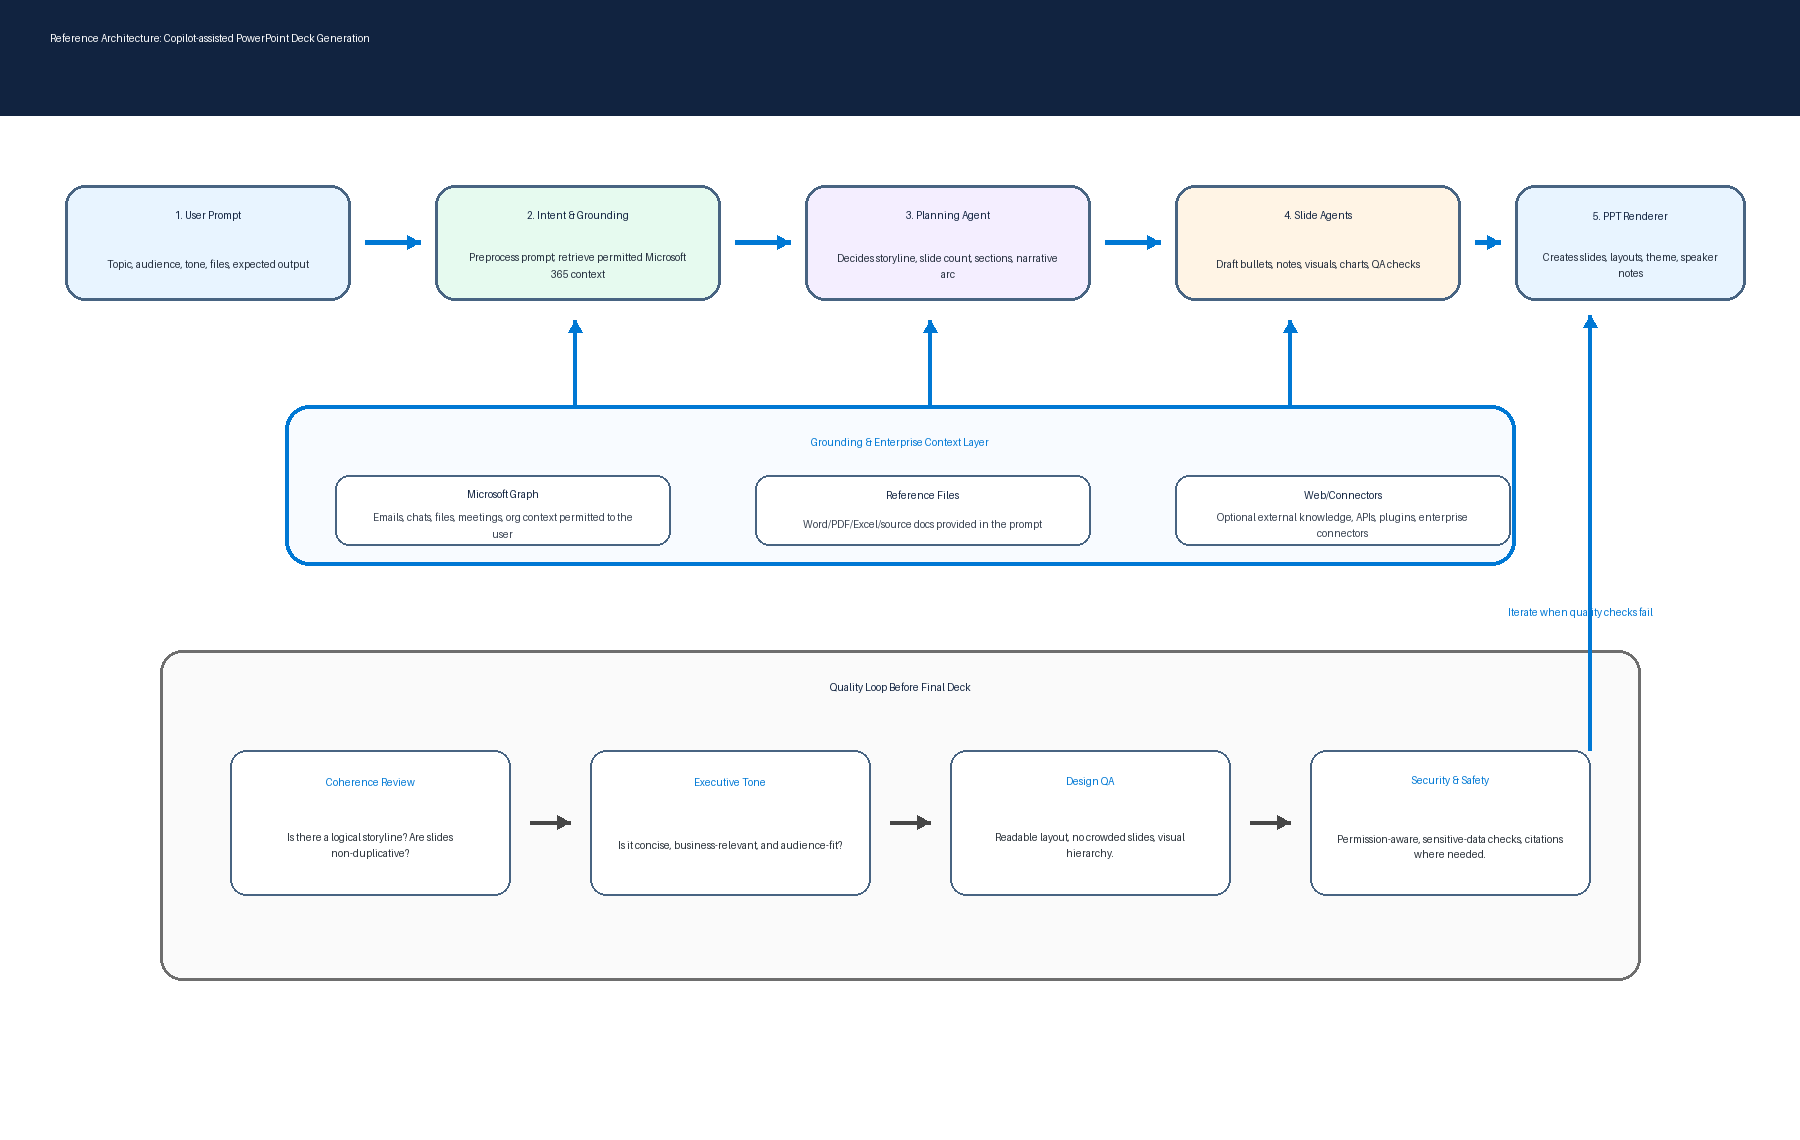 Reference Architecture: Copilot-assisted PowerPoint Deck Generation
1. User Prompt
Topic, audience, tone, files, expected output
2. Intent & Grounding
Preprocess prompt; retrieve permitted Microsoft
365 context
3. Planning Agent
Decides storyline, slide count, sections, narrative
arc
4. Slide Agents
Draft bullets, notes, visuals, charts, QA checks
5. PPT Renderer
Creates slides, layouts, theme, speaker
notes
Grounding & Enterprise Context Layer
Microsoft Graph
Emails, chats, files, meetings, org context permitted to the
user
Reference Files
Word/PDF/Excel/source docs provided in the prompt
Web/Connectors
Optional external knowledge, APIs, plugins, enterprise
connectors
Iterate when quality checks fail
Quality Loop Before Final Deck
Coherence Review
Is there a logical storyline? Are slides
non-duplicative?
Executive Tone
Is it concise, business-relevant, and audience-fit?
Design QA
Readable layout, no crowded slides, visual
hierarchy.
Security & Safety
Permission-aware, sensitive-data checks, citations
where needed.